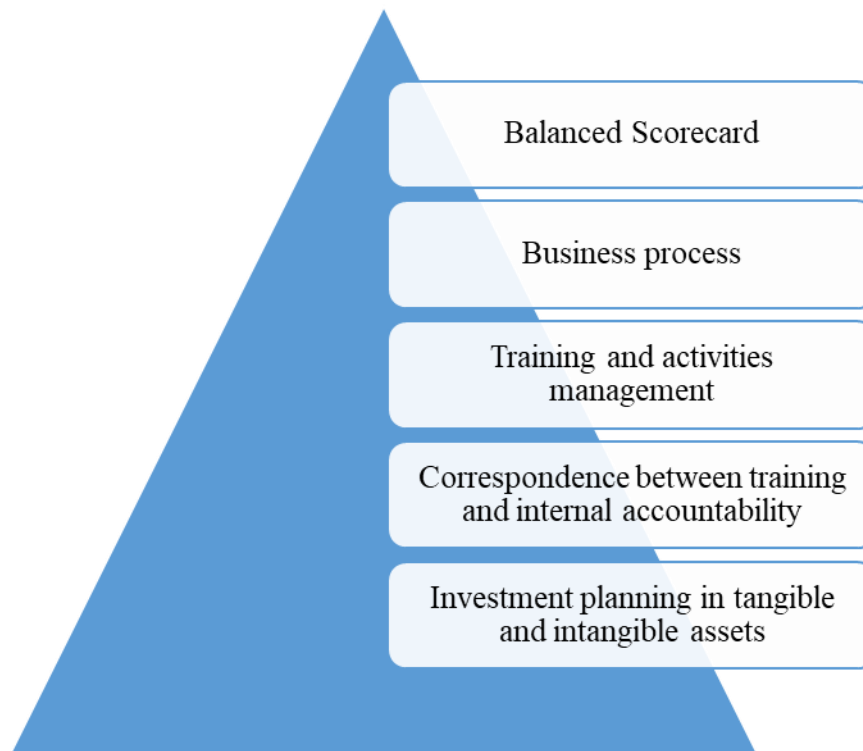 Balanced Scorecard
Business process
Training and activities
management
Correspondence between training
and internal accountability
Investment planning in tangible
and intangible assets